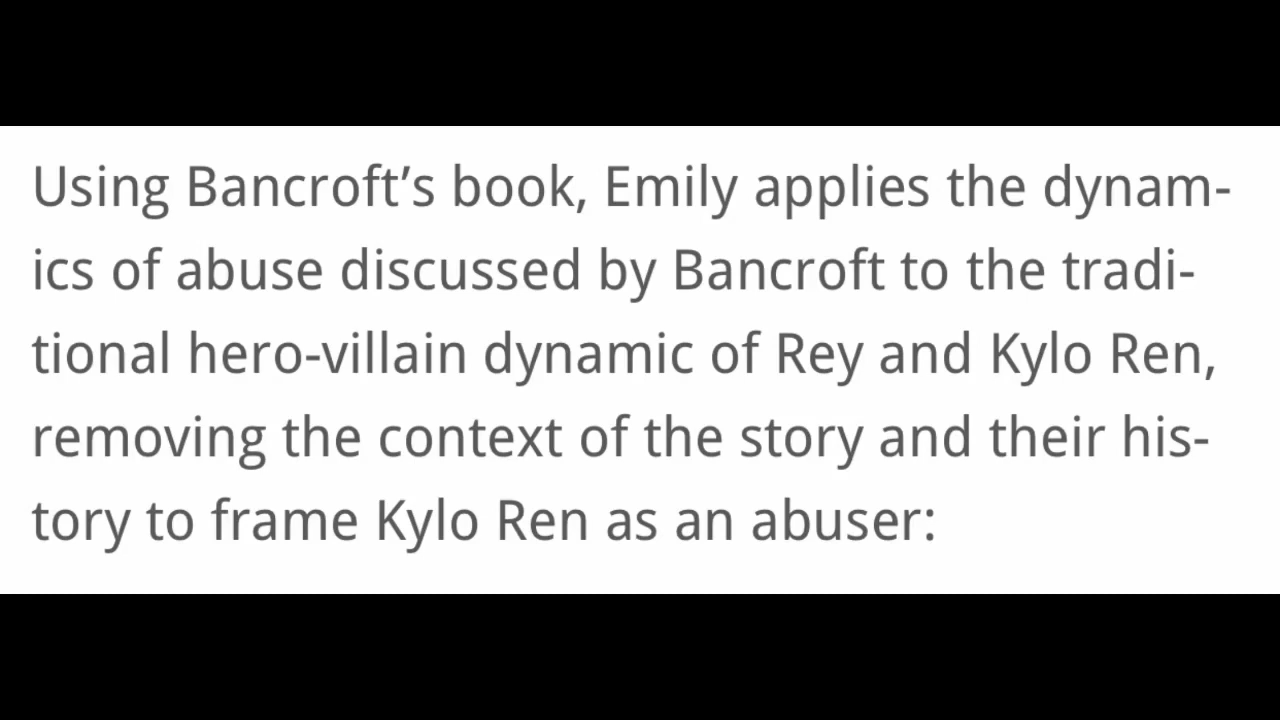 Using Bancroft’s book, Emily applies the dynam-
ics of abuse discussed by Bancroft to the tradi-
tional hero-villain dynamic of Rey and Kylo Ren,
removing the context of the story and their his-
tory to frame Kylo Ren as an abuser: